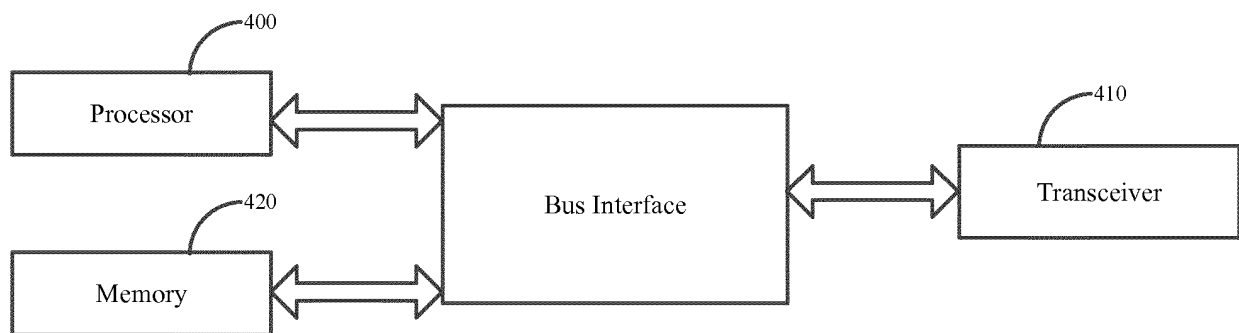 400
Processor
410
Bus Interface
Transceiver
420
Memory